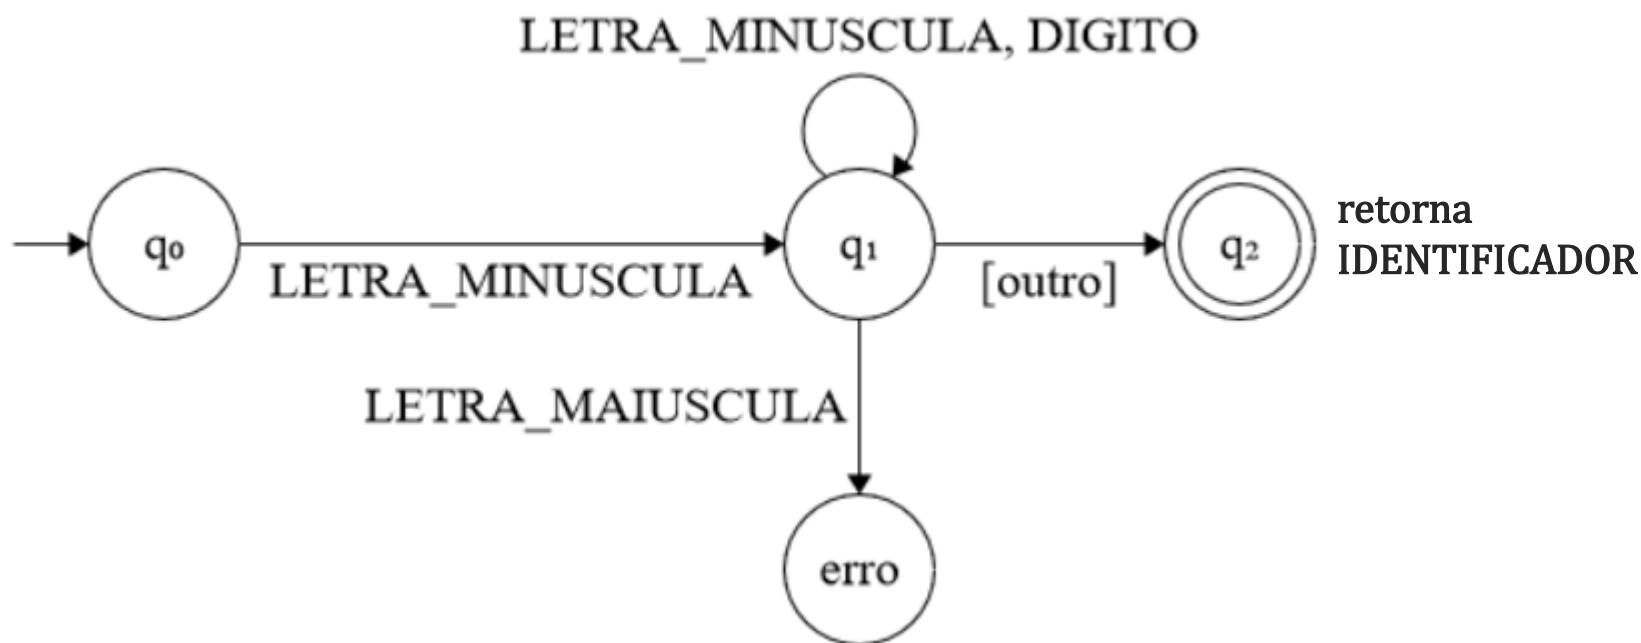 LETRA_MINUSCULA, DIGITO
q₀
LETRA_MINUSCULA
q₁
[outro]
q₂
retorna
IDENTIFICADOR
LETRA_MAIUSCULA
erro